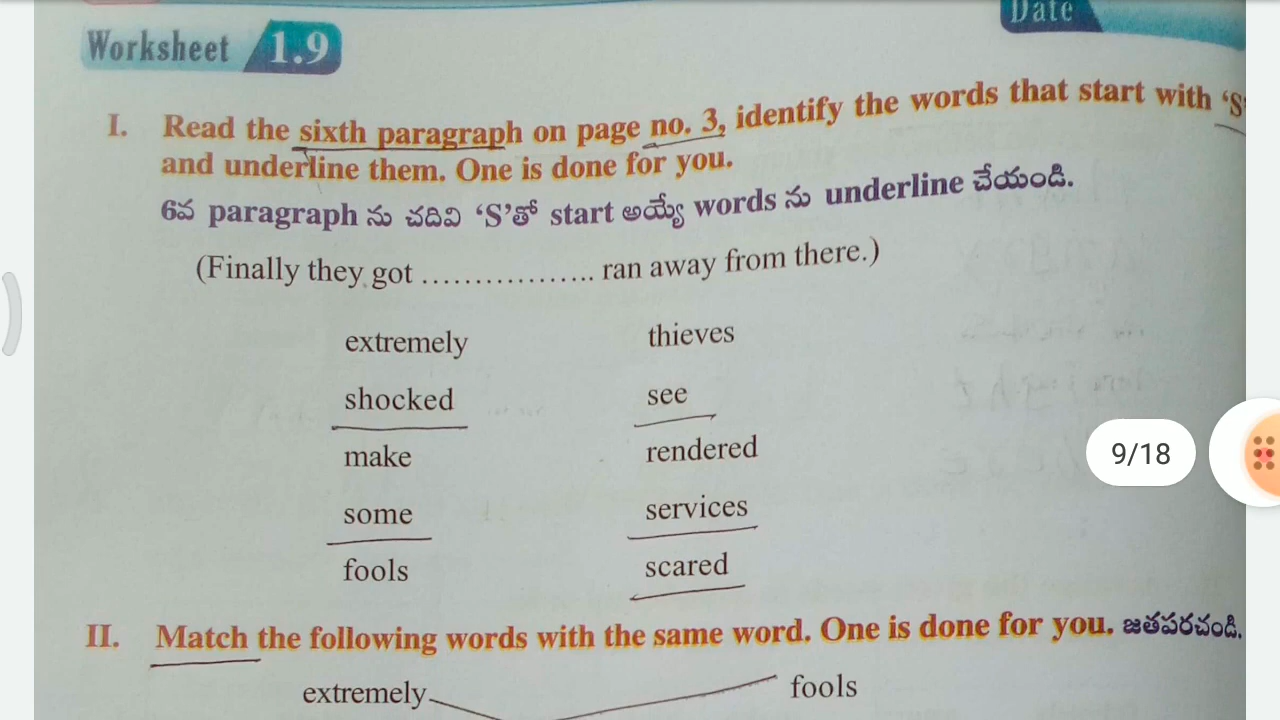 Date
Worksheet 1.9
I. Read the sixth paragraph on page no. 3, identify the words that start with ‘S’
and underline them. One is done for you.
6వ paragraph ను చదివి ‘S’తో start అయ్యే words ను underline చేయండి.
(Finally they got ................. ran away from there.)
extremely thieves
shocked see
make rendered
some services
fools scared
9/18
II. Match the following words with the same word. One is done for you. జతపరచండి.
extremely fools